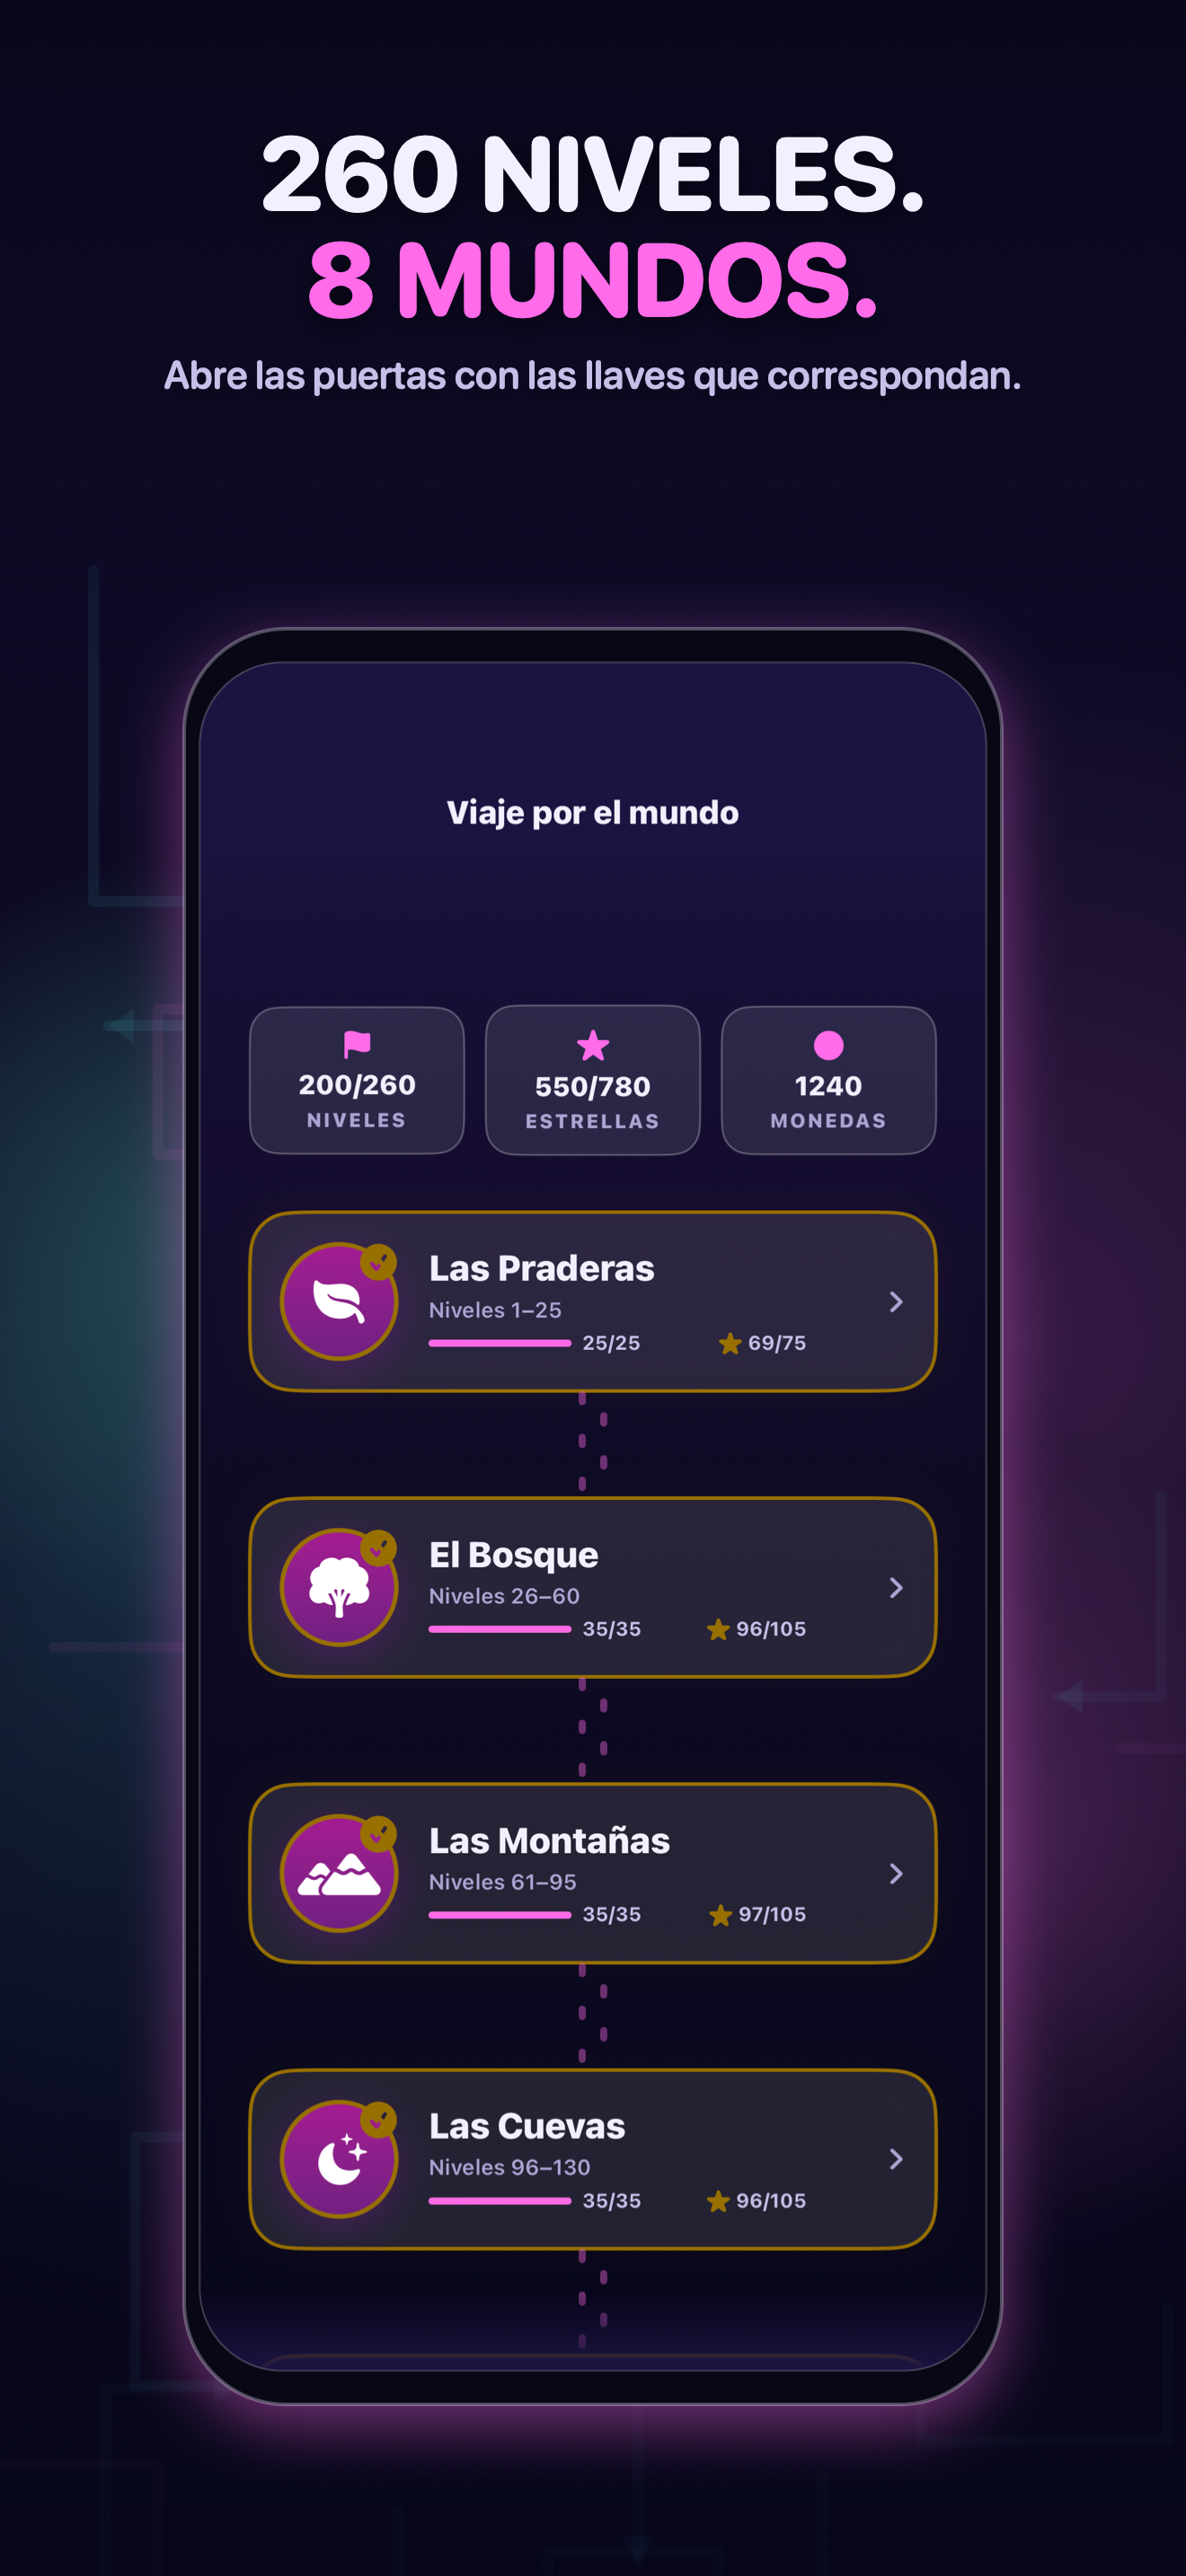 260 NIVELES.
8 MUNDOS.
Abre las puertas con las llaves que correspondan.
Viaje por el mundo
200/260
NIVELES
550/780
ESTRELLAS
1240
MONEDAS
Las Praderas
Niveles 1–25
25/25
69/75
El Bosque
Niveles 26–60
35/35
96/105
Las Montañas
Niveles 61–95
35/35
97/105
Las Cuevas
Niveles 96–130
35/35
96/105